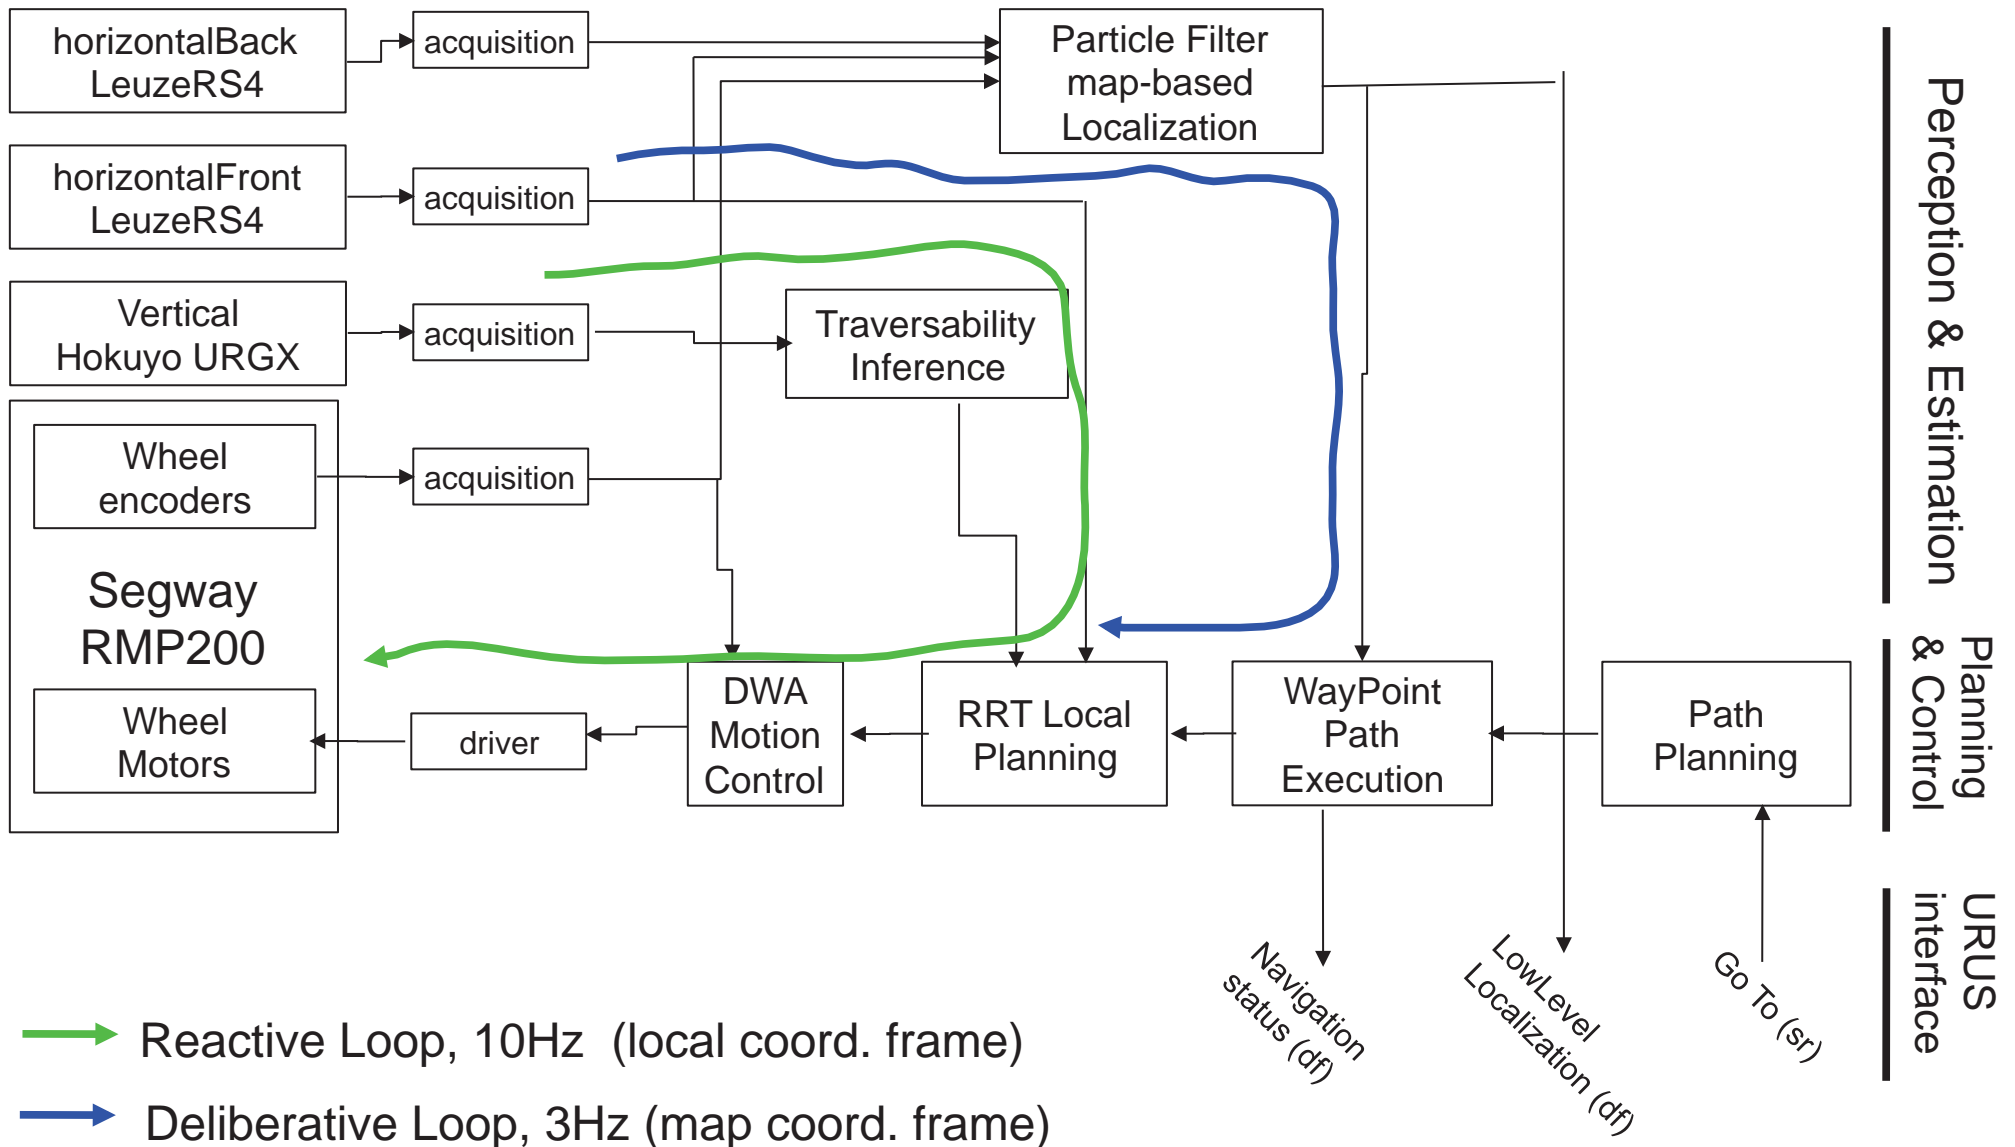 horizontalBack
LeuzeRS4
acquisition
Particle Filter
map-based
Localization
horizontalFront
LeuzeRS4
acquisition
Vertical
Hokuyo URGX
acquisition
Traversability
Inference
Wheel
encoders
acquisition
Segway
RMP200
Wheel
Motors
driver
DWA
Motion
Control
RRT Local
Planning
WayPoint
Path
Execution
Path
Planning
Perception & Estimation
Planning
& Control
URUS
interface
Navigation
status (df)
LowLevel
Localization (df)
Go To (sr)
Reactive Loop, 10Hz (local coord. frame)
Deliberative Loop, 3Hz (map coord. frame)